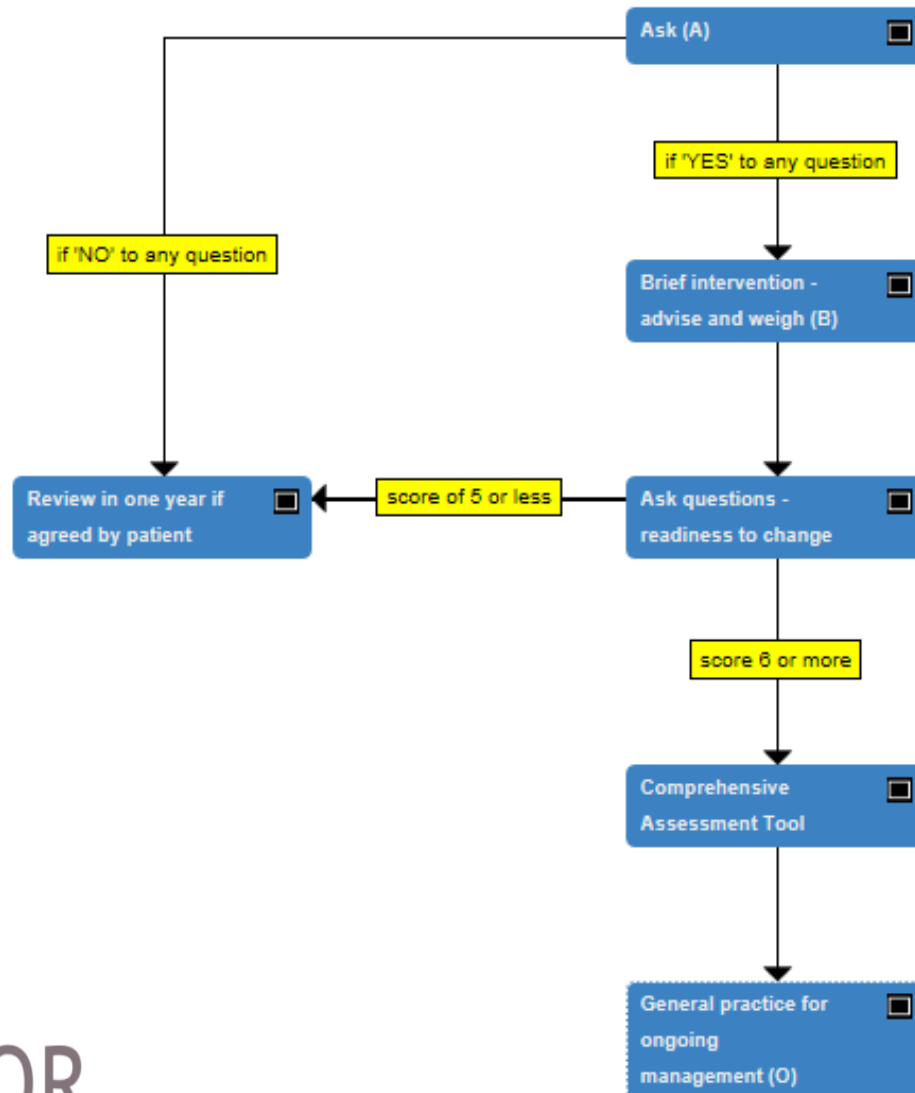 Ask (A)
if 'YES' to any question
if 'NO' to any question
Brief intervention -
advise and weigh (B)
Review in one year if
agreed by patient
score of 5 or less
Ask questions -
readiness to change
score 6 or more
Comprehensive
Assessment Tool
General practice for
ongoing
management (O)
OR